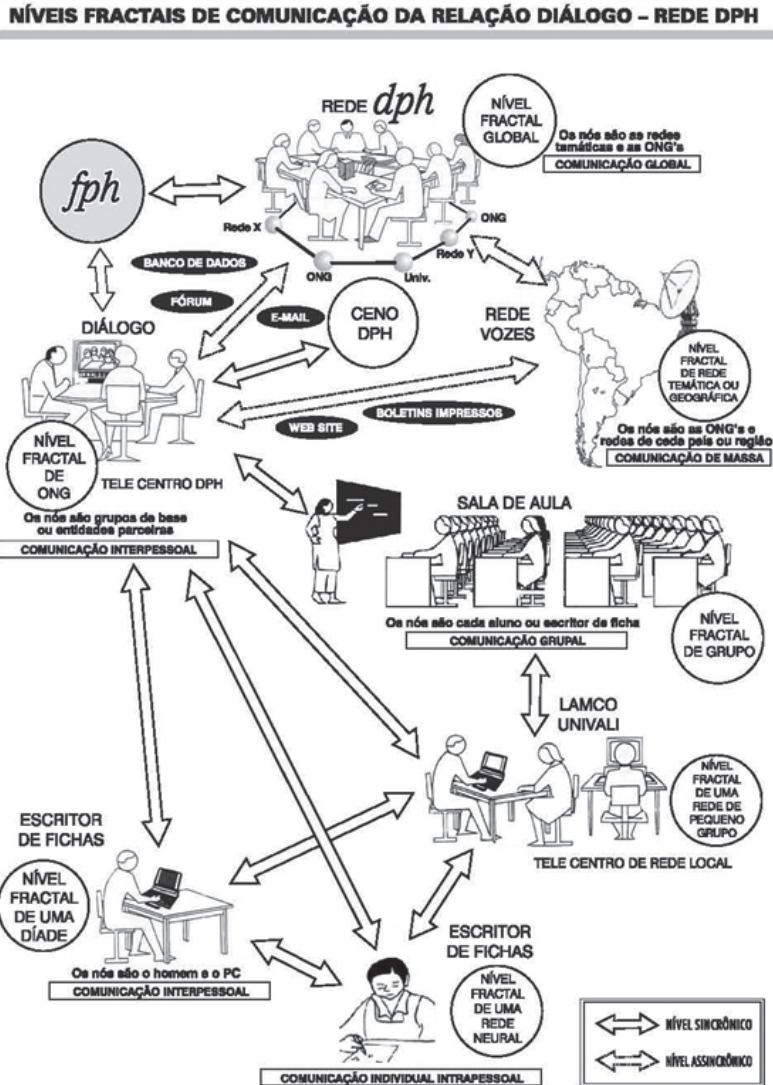 NÍVEIS FRACTAIS DE COMUNICAÇÃO DA RELAÇÃO DIÁLOGO – REDE DPH
REDE dph
NÍVEL
FRACTAL
GLOBAL
Os nós são as redes
temáticas e as ONG's
COMUNICAÇÃO GLOBAL
fph
Rede X
ONG
Univ.
Rede Y
ONG
BANCO DE DADOS
FÓRUM
E-MAIL
CENO
DPH
REDE
VOZES
NÍVEL
FRACTAL
DE REDE
TEMÁTICA OU
GEOGRÁFICA
Os nós são as ONG's e
redes de ceda país ou região
COMUNICAÇÃO DE MASSA
DIÁLOGO
WEB SITE
BOLETINS IMPRESSOS
NÍVEL
FRACTAL
DE
ONG
TELE CENTRO DPH
Os nós são grupos de base
ou entidades parceiras
COMUNICAÇÃO INTERPESSOAL
SALA DE AULA
Os nós são cada aluno ou escritor de ficha
COMUNICAÇÃO GRUPAL
NÍVEL
FRACTAL
DE GRUPO
LAMCO
UNIVALI
NÍVEL
FRACTAL
DE UMA
REDE DE
PEQUENO
GRUPO
TELE CENTRO DE REDE LOCAL
ESCRITOR
DE FICHAS
NÍVEL
FRACTAL
DE UMA
DÍADE
Os nós são o homem e o PC
COMUNICAÇÃO INTERPESSOAL
ESCRITOR
DE FICHAS
NÍVEL
FRACTAL
DE UMA
REDE
NEURAL
COMUNICAÇÃO INDIVIDUAL INTRAPESSOAL
NÍVEL SINCRÔNICO
NÍVEL ASSINCRÔNICO